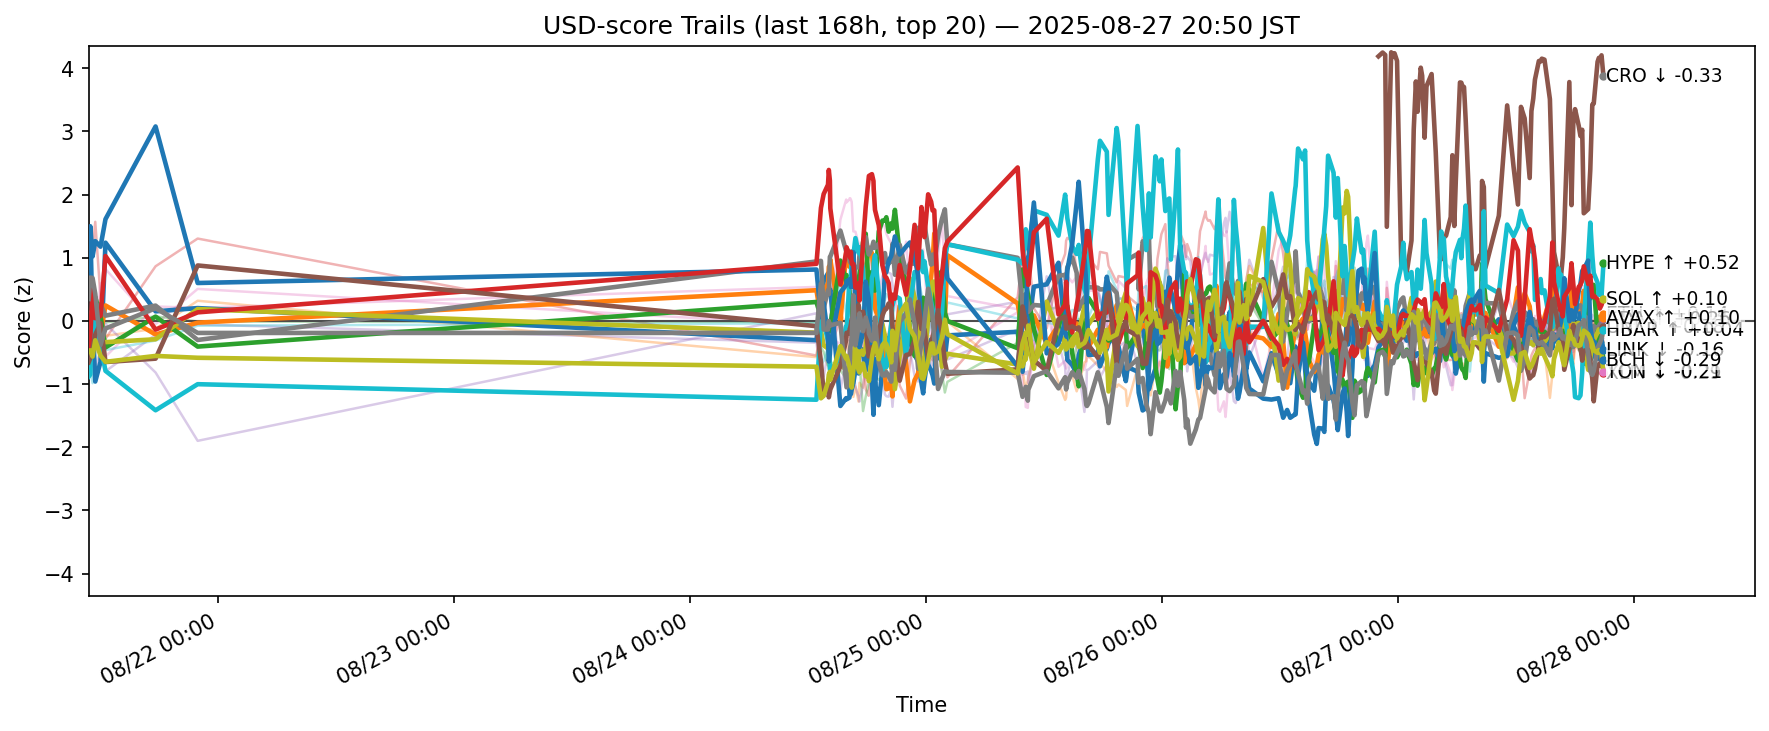 USD-score Trails (last 168h, top 20) — 2025-08-27 20:50 JST
Score (z)
4
3
2
1
0
−1
−2
−3
−4
CRO ↓ -0.33
HYPE ↑ +0.52
SOL ↑ +0.10
AVAX ↑ +0.10
HBAR ↑ +0.04
LINK ↓ -0.16
BCH ↓ -0.29
↓ -0.21
08/22 00:00
08/23 00:00
08/24 00:00
08/25 00:00
08/26 00:00
08/27 00:00
08/28 00:00
Time